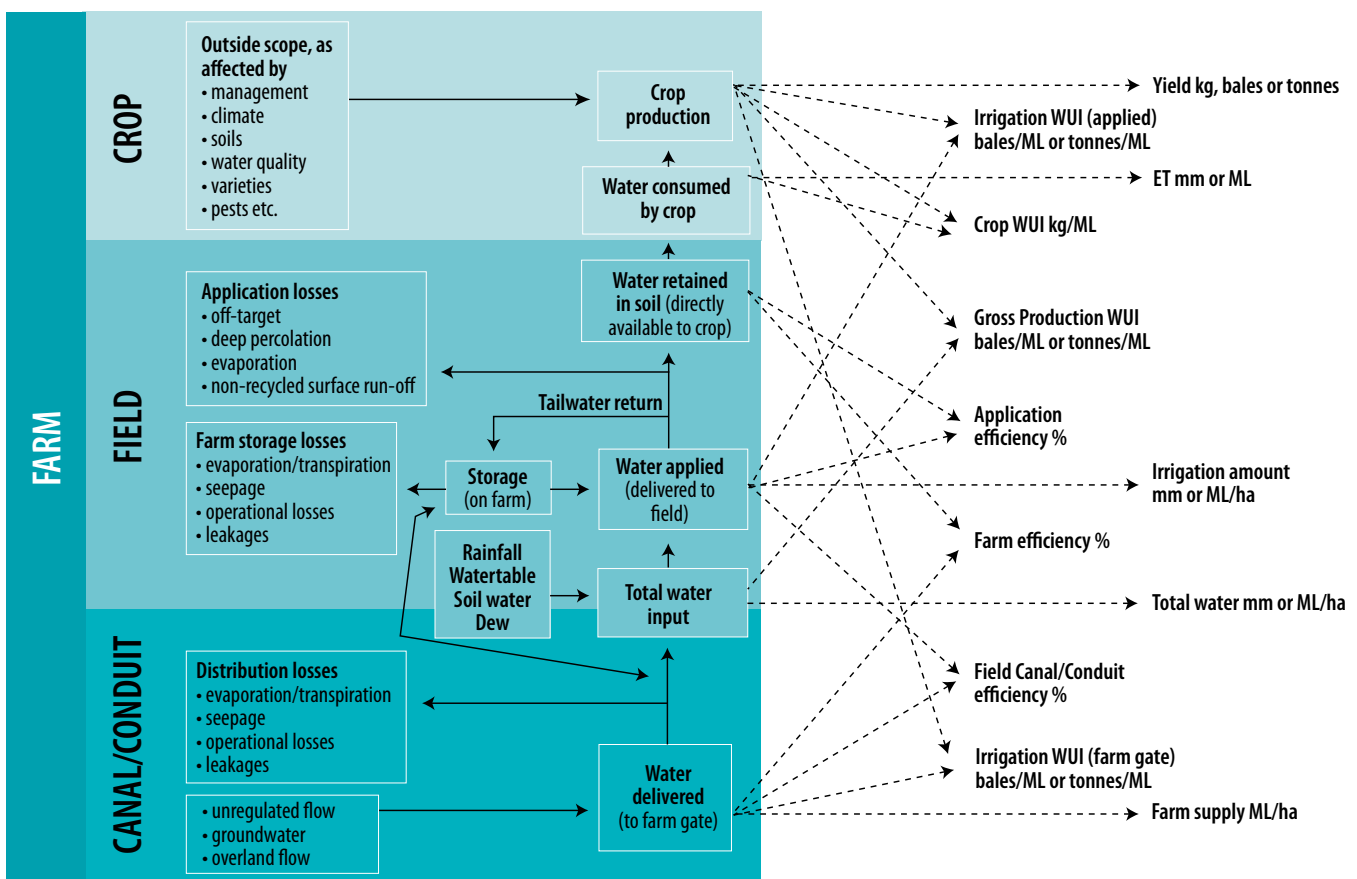 FARM
CROP
Outside scope, as
affected by
• management
• climate
• soils
• water quality
• varieties
• pests etc.
Crop
production
Water consumed
by crop
FIELD
Application losses
• off-target
• deep percolation
• evaporation
• non-recycled surface run-off
Water retained
in soil (directly
available to crop)
Tailwater return
Farm storage losses
• evaporation/transpiration
• seepage
• operational losses
• leakages
Storage
(on farm)
Water applied
(delivered to
field)
Rainfall
Watertable
Soil water
Dew
Total water
input
CANAL/CONDUIT
Distribution losses
• evaporation/transpiration
• seepage
• operational losses
• leakages
• unregulated flow
• groundwater
• overland flow
Water
delivered
(to farm gate)
Yield kg, bales or tonnes
Irrigation WUI (applied)
bales/ML or tonnes/ML
ET mm or ML
Crop WUI kg/ML
Gross Production WUI
bales/ML or tonnes/ML
Application
efficiency %
Irrigation amount
mm or ML/ha
Farm efficiency %
Total water mm or ML/ha
Field Canal/Conduit
efficiency %
Irrigation WUI (farm gate)
bales/ML or tonnes/ML
Farm supply ML/ha